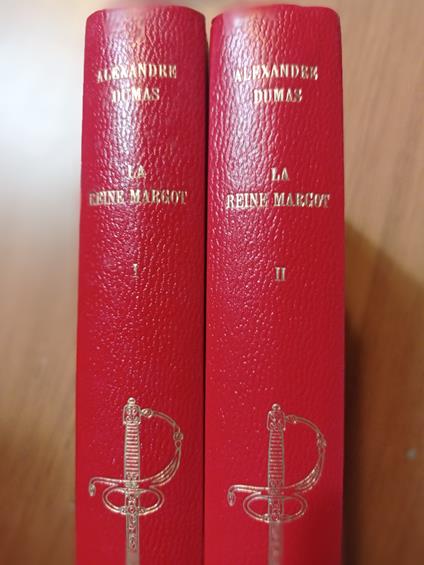 ALEXANDRE
DUMAS
LA
REINE MARGOT
I
ALEXANDRE
DUMAS
LA
REINE MARGOT
II